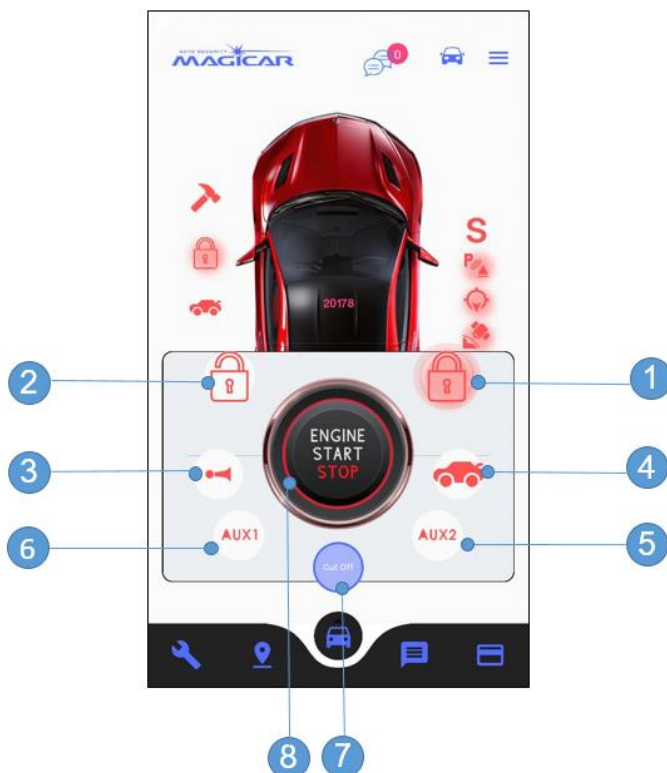 AUTO SECURITY
MAGICAR
0
S
P
20178
2
1
ENGINE
START
STOP
3
4
AUX1
AUX2
6
5
Cut Off
8
7